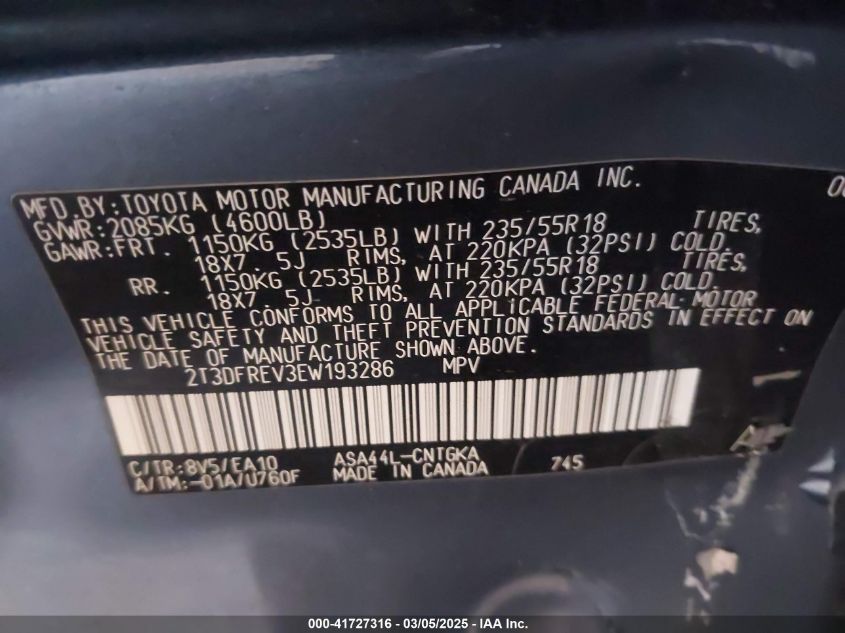 MFD.BY:TOYOTA MOTOR MANUFACTURING CANADA INC.
GVWR:2085KG (4600LB)
GAWR:FRT. 1150KG (2535LB) WITH 235/55R18 TIRES,
18X7.5J RIMS, AT 220KPA (32PSI) COLD.
RR. 1150KG (2535LB) WITH 235/55R18 TIRES,
18X7.5J RIMS, AT 220KPA (32PSI) COLD.
THIS VEHICLE CONFORMS TO ALL APPLICABLE FEDERAL MOTOR
VEHICLE SAFETY AND THEFT PREVENTION STANDARDS IN EFFECT ON
THE DATE OF MANUFACTURE SHOWN ABOVE.
2T3DFREV3EW193286 MPV
C/TR:8V5/EA10 ASA44L-CNTGKA 745
A/TM:-01A/U760F MADE IN CANADA
000-41727316 | 03/05/2025 - IAA Inc.